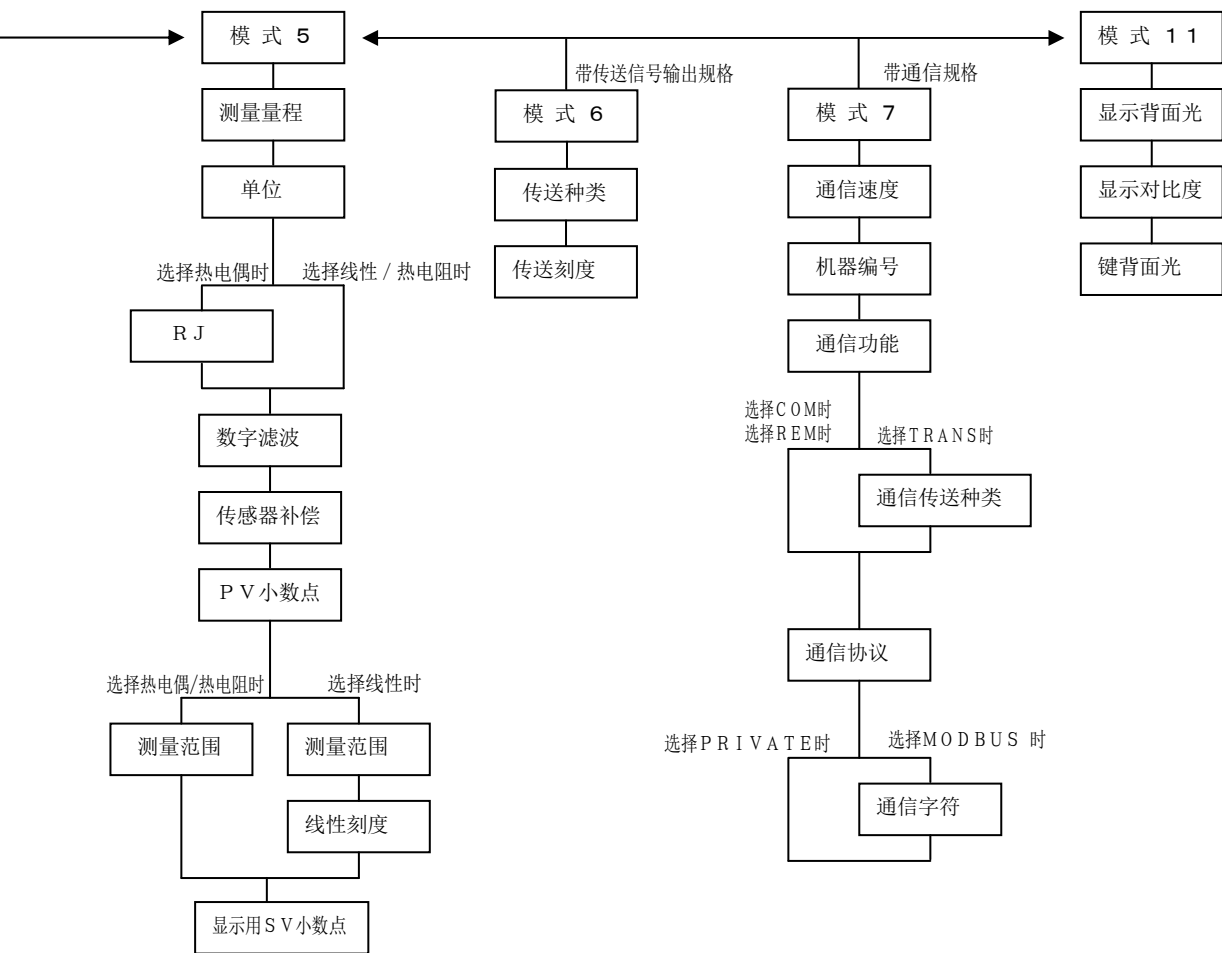 模 式 5
测量量程
单位
选择热电偶时
选择线性 / 热电阻时
ＲＪ
数字滤波
传感器补偿
ＰＶ小数点
选择热电偶/热电阻时
选择线性时
测量范围
测量范围
线性刻度
显示用ＳＶ小数点
带传送信号输出规格
模 式 6
传送种类
传送刻度
带通信规格
模 式 7
通信速度
机器编号
通信功能
选择ＣＯＭ时
选择ＲＥＭ时
选择ＴＲＡＮＳ时
通信传送种类
通信协议
选择ＰＲＩＶＡＴＥ时
选择ＭＯＤＢＵＳ 时
通信字符
模 式 １１
显示背面光
显示对比度
键背面光